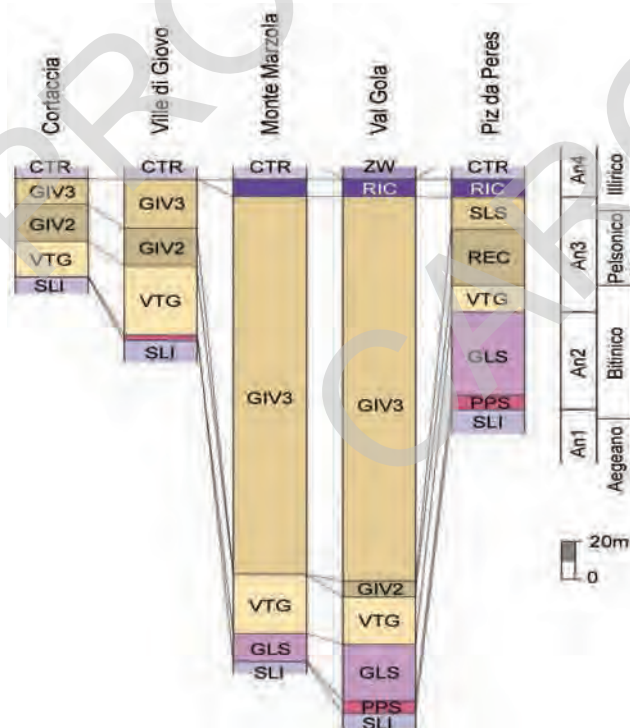 Cortaccia
Ville di Giovo
Monte Marzola
Val Gola
Piz da Peres
CTR
GIV3
GIV2
VTG
SLI
CTR
GIV3
GIV2
VTG
SLI
CTR
GIV3
VTG
GLS
SLI
ZW
RIC
GIV3
GIV2
VTG
GLS
PPS
SLI
CTR
RIC
SLS
REC
VTG
GLS
PPS
SLI
An4
An3
An2
An1
Illirico
Pelsonico
Bitinico
Aegeano
20m
0